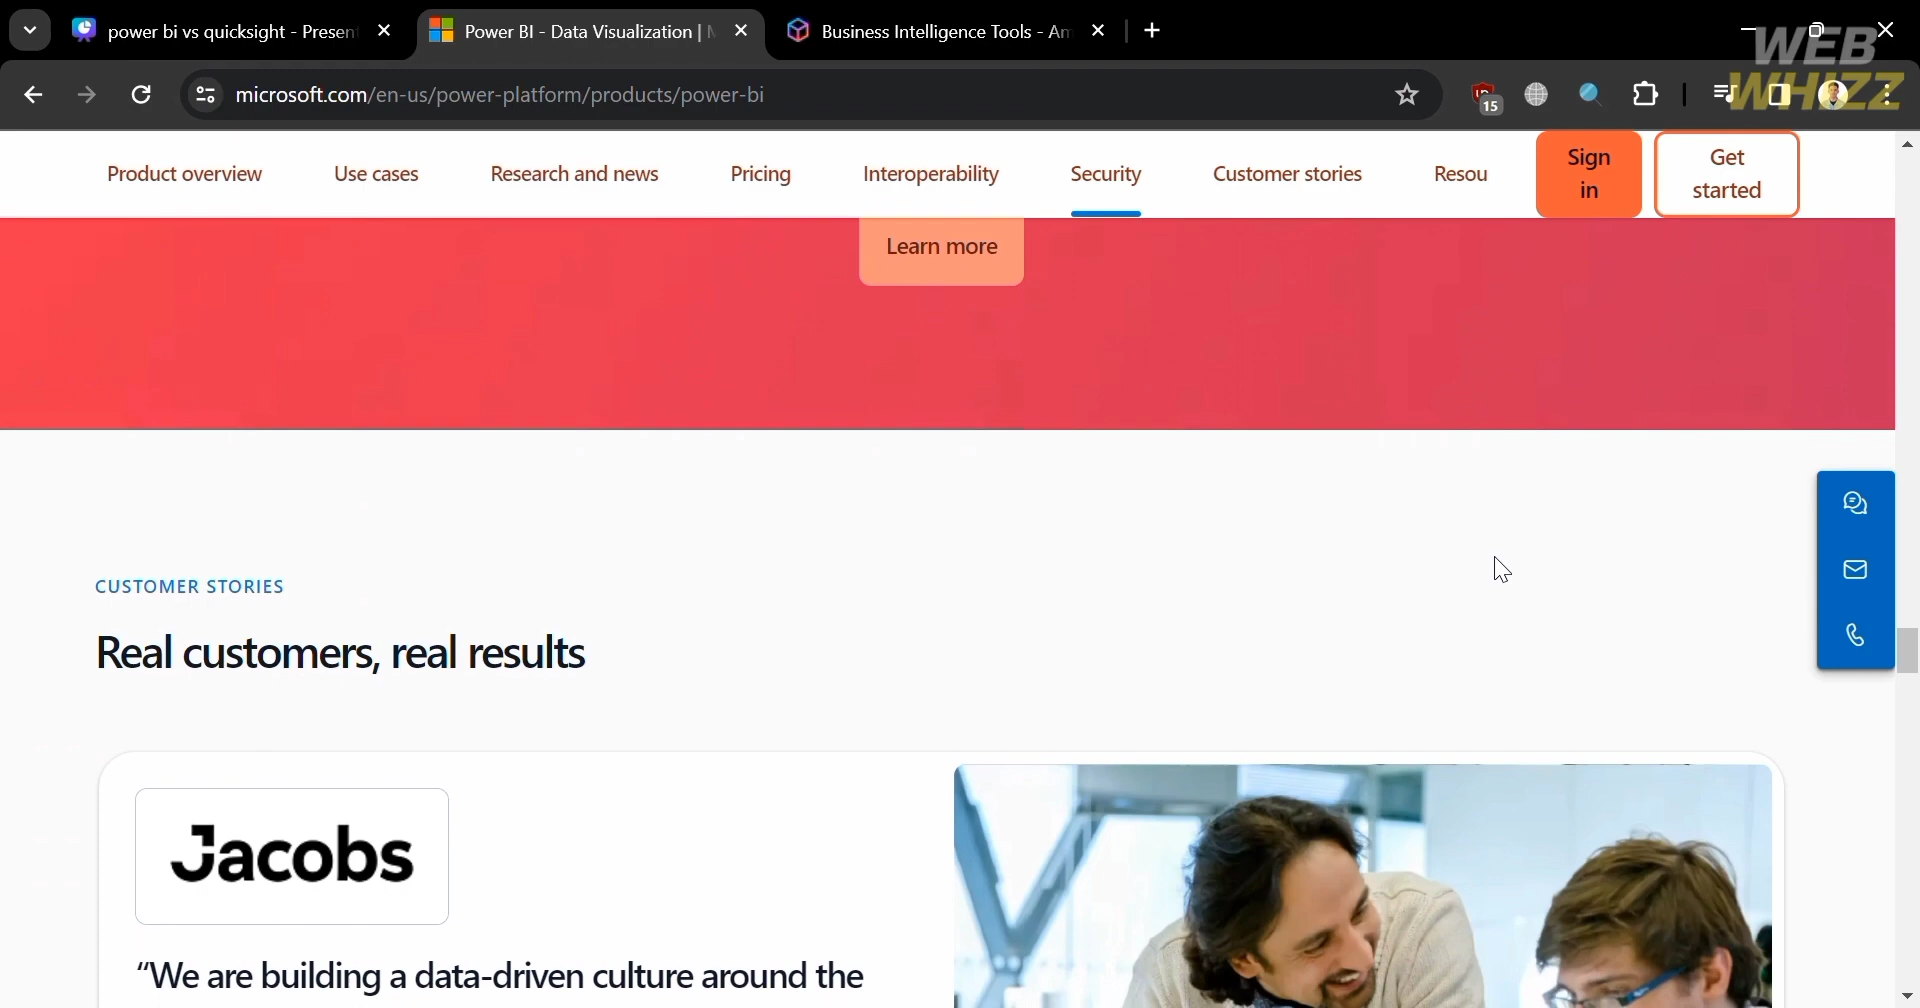 power bi vs quicksight - Presen
Power BI - Data Visualization |
Business Intelligence Tools - Am
WEB
WHIZZ
microsoft.com/en-us/power-platform/products/power-bi
15
Product overview
Use cases
Research and news
Pricing
Interoperability
Security
Customer stories
Resou
Sign
in
Get
started
Learn more
CUSTOMER STORIES
Real customers, real results
Jacobs
“We are building a data-driven culture around the